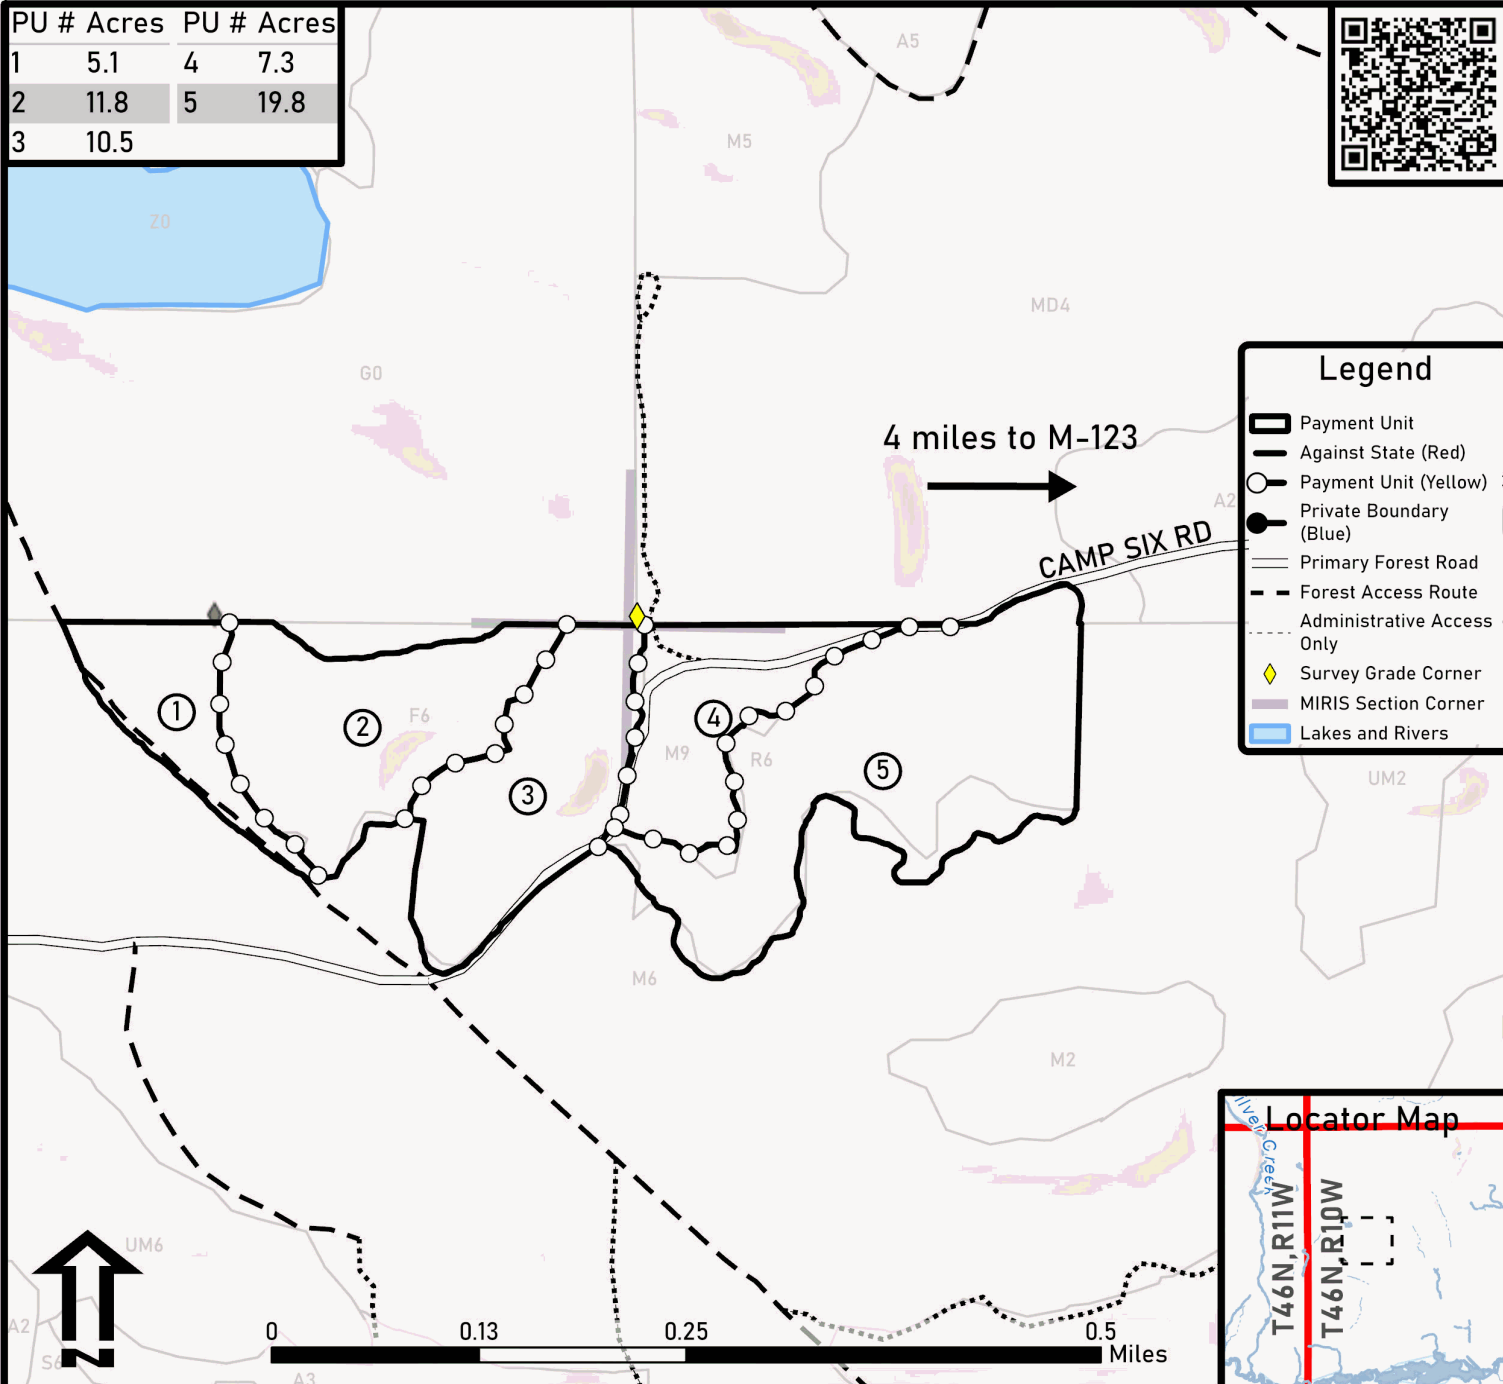 PU # Acres PU # Acres
1 5.1 4 7.3
2 11.8 5 19.8
3 10.5
A5
M5
Z0
MD4
G0
4 miles to M-123
A2
CAMP SIX RD
Legend
Payment Unit
Against State (Red)
Payment Unit (Yellow)
Private Boundary
(Blue)
Primary Forest Road
Forest Access Route
Administrative Access
Only
Survey Grade Corner
MIRIS Section Corner
Lakes and Rivers
1
2
F6
3
4
M9
R6
5
UM2
M6
M2
UM6
A2
S6
A3
N
0 0.13 0.25 0.5
Miles
Locator Map
ilver Creek
T46N,R11W
T46N,R10W